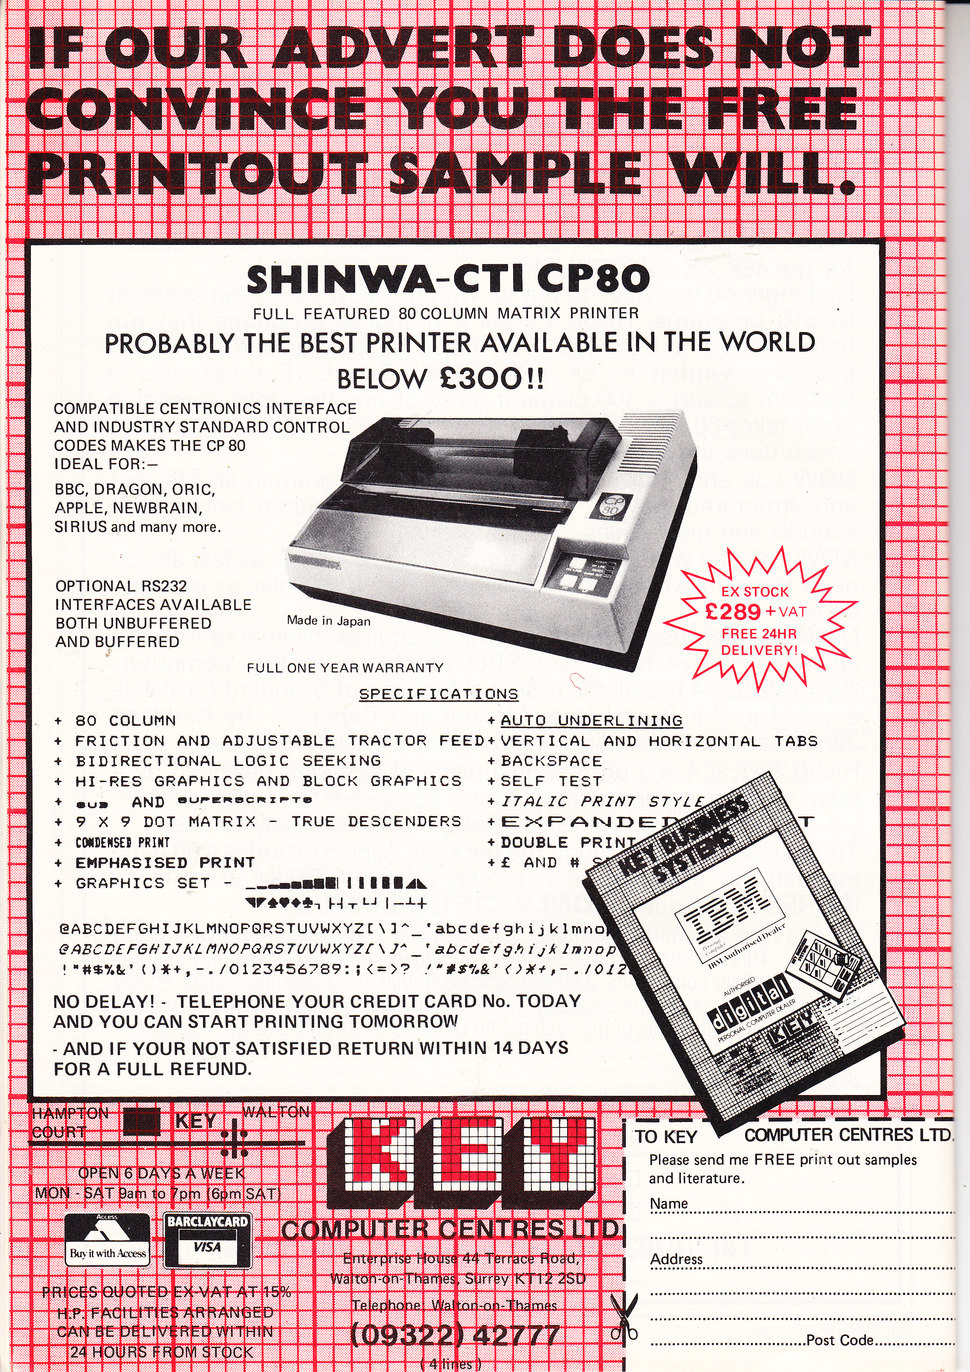 IF OUR ADVERT DOES NOT
CONVINCE YOU THE FREE
PRINTOUT SAMPLE WILL.
SHINWA-CTI CP80
FULL FEATURED 80 COLUMN MATRIX PRINTER
PROBABLY THE BEST PRINTER AVAILABLE IN THE WORLD
BELOW £300!!
COMPATIBLE CENTRONICS INTERFACE
AND INDUSTRY STANDARD CONTROL
CODES MAKES THE CP80
IDEAL FOR:—
BBC, DRAGON, ORIC,
APPLE, NEWBRAIN,
SIRIUS and many more.
OPTIONAL RS232
INTERFACES AVAILABLE
BOTH UNBUFFERED
AND BUFFERED
CP
80
Made in Japan
EX STOCK
£289 + VAT
FREE 24HR
DELIVERY!
FULL ONE YEAR WARRANTY
SPECIFICATIONS
+ 80 COLUMN
+ FRICTION AND ADJUSTABLE TRACTOR FEED
+ BIDIRECTIONAL LOGIC SEEKING
+ HI-RES GRAPHICS AND BLOCK GRAPHICS
+ SUB AND SUPERSCRIPTS
+ 9 X 9 DOT MATRIX - TRUE DESCENDERS
+ CONDENSED PRINT
+ EMPHASISED PRINT
+ GRAPHICS SET -
+ AUTO UNDERLINING
+ VERTICAL AND HORIZONTAL TABS
+ BACKSPACE
+ SELF TEST
+ ITALIC PRINT STYLE
+ EXPANDED
+ DOUBLE PRINT
+ £ AND # S
@ABCDEFGHIJKLMNOPQRSTUVWXYZ[\]^_'abcdefghijklmnop
@ABCDEFGHIJKLMNOPQRSTUVWXYZ[\]^_'abcdefghijklmnop
!"#$%&'()*+,-./0123456789:;<=>? !"#$%&'()*+,-./012
NO DELAY! - TELEPHONE YOUR CREDIT CARD No. TODAY
AND YOU CAN START PRINTING TOMORROW
- AND IF YOUR NOT SATISFIED RETURN WITHIN 14 DAYS
FOR A FULL REFUND.
KEY BUSINESS
SYSTEMS
IBM
IBM Authorised Dealer
AUTHORISED
digital
PERSONAL COMPUTER DEALER
KEY
HAMPTON
COURT
KEY
WALTON
OPEN 6 DAYS A WEEK
MON - SAT 9am to 7pm (6pm SAT)
Access
Buy it with Access
BARCLAYCARD
VISA
PRICES QUOTED EX-VAT AT 15%
H.P. FACILITIES ARRANGED
CAN BE DELIVERED WITHIN
24 HOURS FROM STOCK
KEY
COMPUTER CENTRES LTD
Enterprise House 44 Terrace Road,
Walton-on-Thames, Surrey KT12 2SD
Telephone Walton-on-Thames
(09322) 42777
(4 lines)
TO KEY COMPUTER CENTRES LTD.
Please send me FREE print out samples
and literature.
Name
Address
Post Code